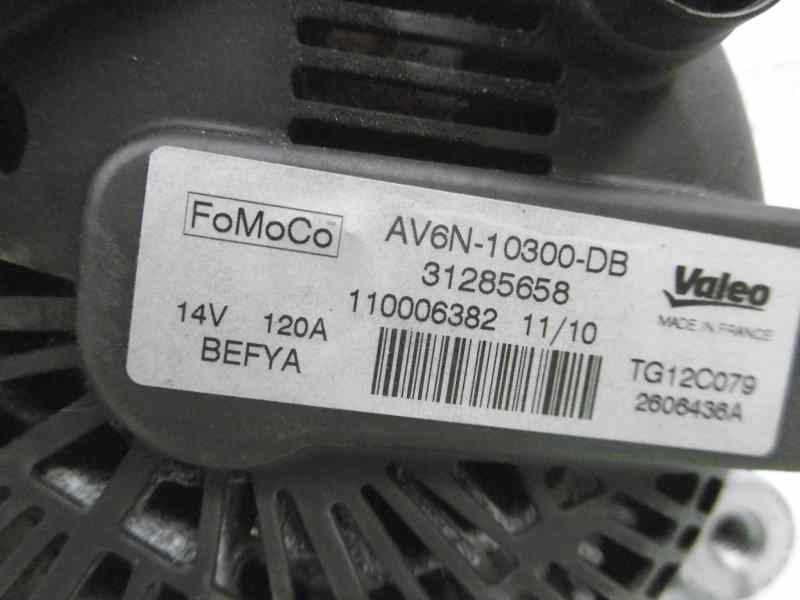 FoMoCo
AV6N-10300-DB
31285658
110006382 11/10
14V 120A
BEFYA
Valeo
MADE IN FRANCE
TG12C079
2606436A